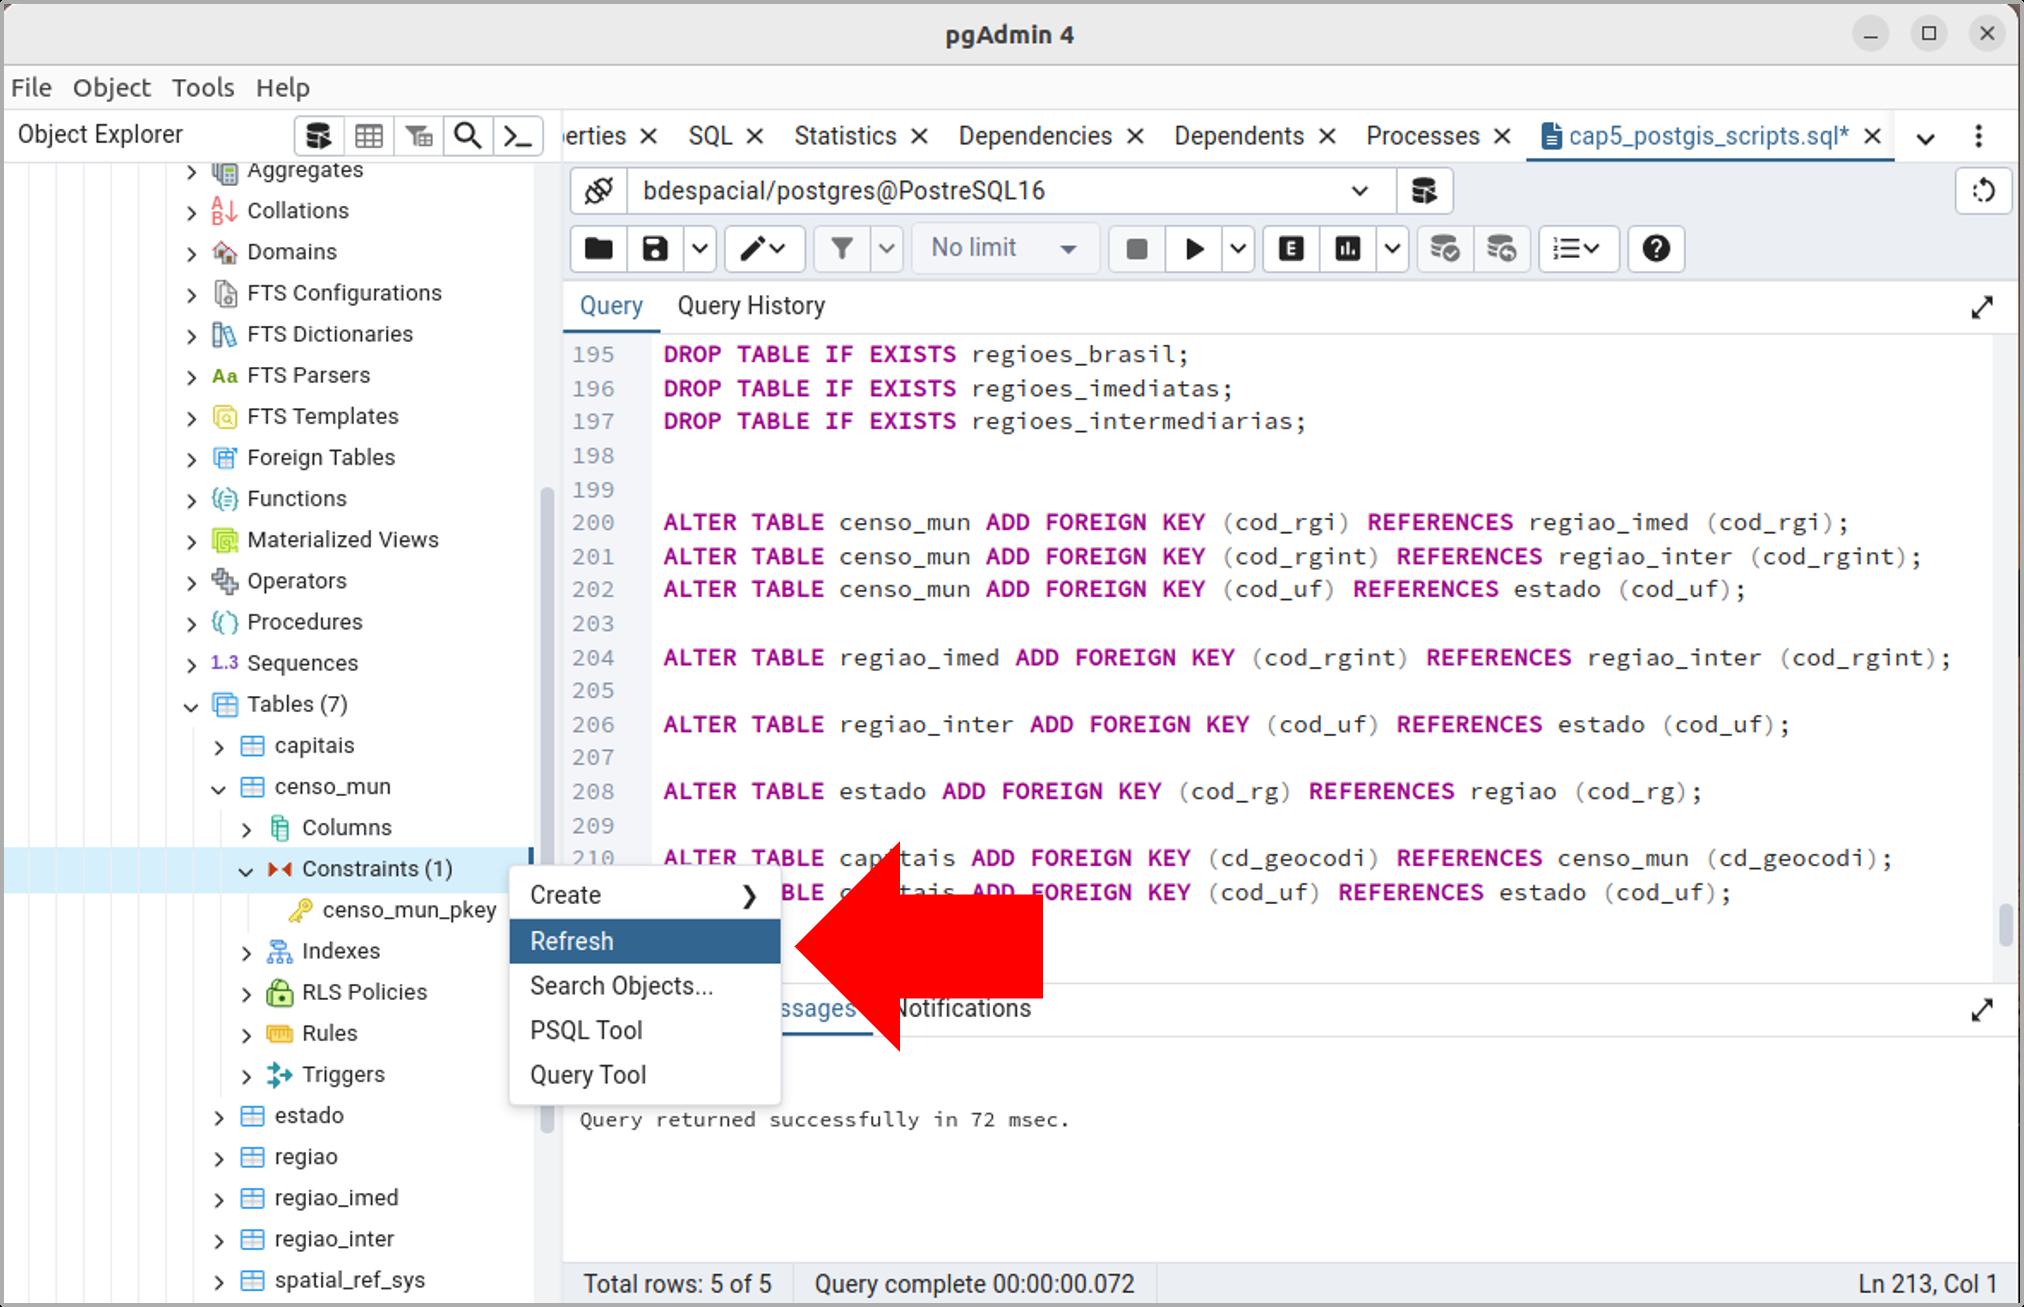 pgAdmin 4
File Object Tools Help
Object Explorer
erties SQL Statistics Dependencies Dependents Processes cap5_postgis_scripts.sql*
bdespacial/postgres@PostreSQL16
No limit
Query Query History
Aggregates
Collations
Domains
FTS Configurations
FTS Dictionaries
Aa FTS Parsers
FTS Templates
Foreign Tables
Functions
Materialized Views
Operators
Procedures
1..3 Sequences
Tables (7)
capitais
censo_mun
Columns
Constraints (1)
censo_mun_pkey
Indexes
RLS Policies
Rules
Triggers
estado
regiao
regiao_imed
regiao_inter
spatial_ref_sys
195 DROP TABLE IF EXISTS regioes_brasil;
196 DROP TABLE IF EXISTS regioes_imediatas;
197 DROP TABLE IF EXISTS regioes_intermediarias;
198
199
200 ALTER TABLE censo_mun ADD FOREIGN KEY (cod_rgi) REFERENCES regiao_imed (cod_rgi);
201 ALTER TABLE censo_mun ADD FOREIGN KEY (cod_rgint) REFERENCES regiao_inter (cod_rgint);
202 ALTER TABLE censo_mun ADD FOREIGN KEY (cod_uf) REFERENCES estado (cod_uf);
203
204 ALTER TABLE regiao_imed ADD FOREIGN KEY (cod_rgint) REFERENCES regiao_inter (cod_rgint);
205
206 ALTER TABLE regiao_inter ADD FOREIGN KEY (cod_uf) REFERENCES estado (cod_uf);
207
208 ALTER TABLE estado ADD FOREIGN KEY (cod_rg) REFERENCES regiao (cod_rg);
209
210 ALTER TABLE capitais ADD FOREIGN KEY (cd_geocodi) REFERENCES censo_mun (cd_geocodi);
BLE capitais ADD FOREIGN KEY (cod_uf) REFERENCES estado (cod_uf);
Create
Refresh
Search Objects...
PSQL Tool
Query Tool
ssages Notifications
Query returned successfully in 72 msec.
Total rows: 5 of 5 Query complete 00:00:00.072 Ln 213, Col 1